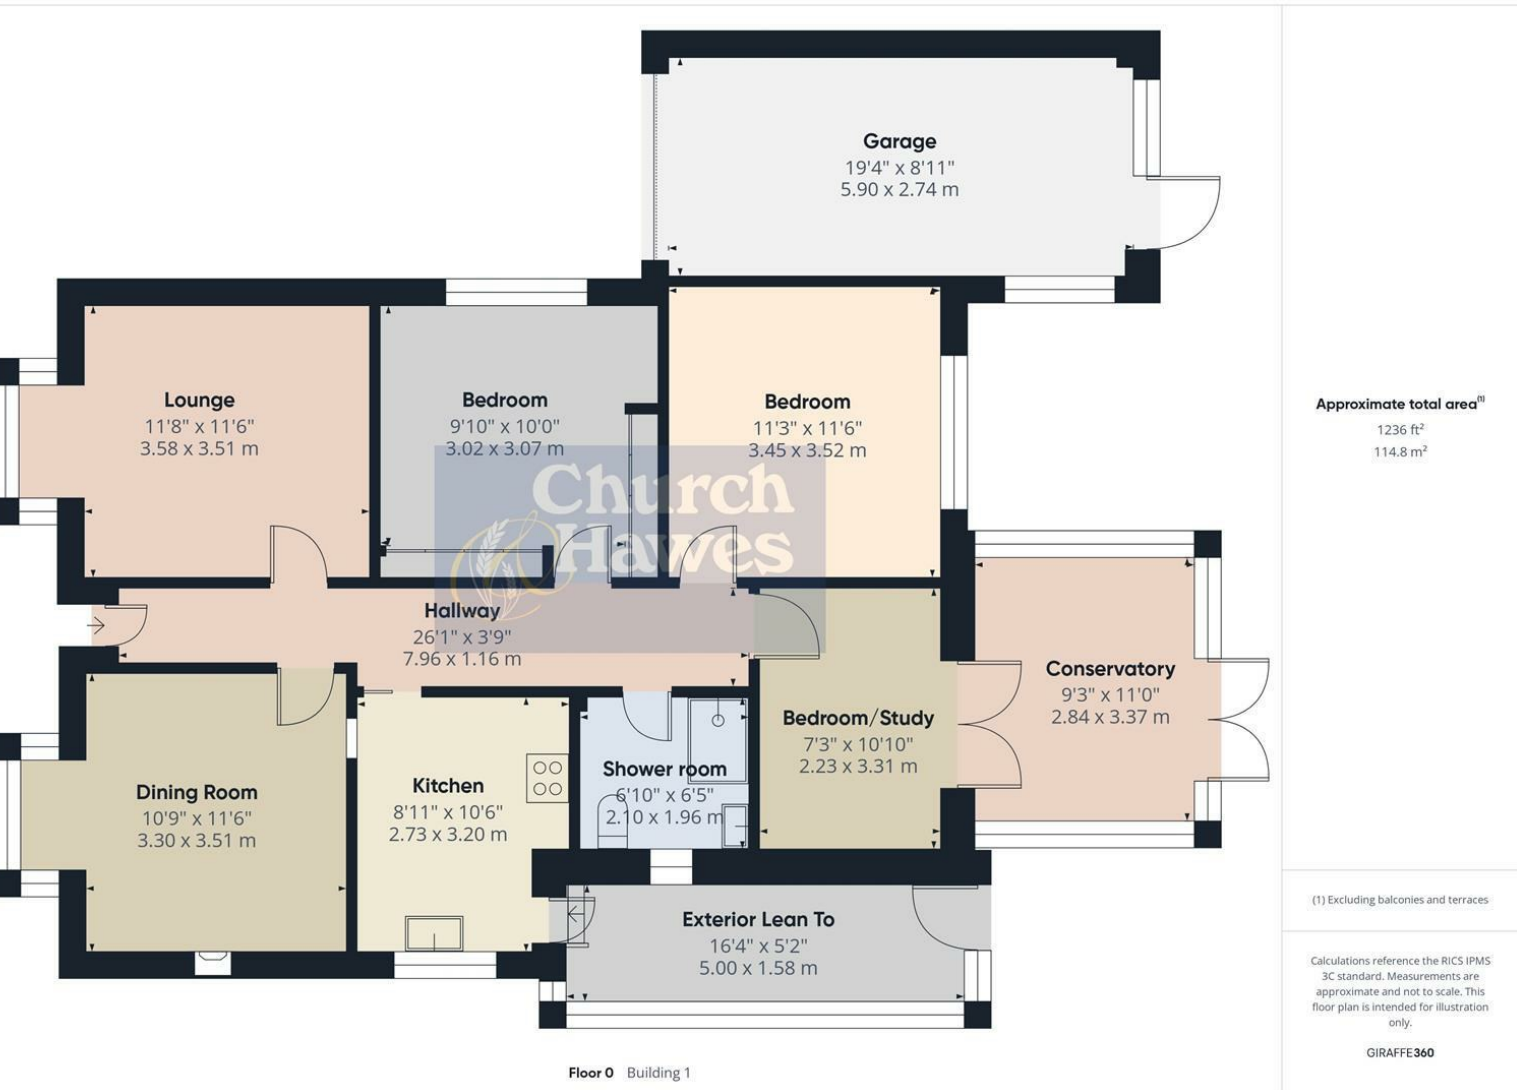 Garage
19'4" x 8'11"
5.90 x 2.74 m
Lounge
11'8" x 11'6"
3.58 x 3.51 m
Bedroom
9'10" x 10'0"
3.02 x 3.07 m
Bedroom
11'3" x 11'6"
3.45 x 3.52 m
Church
Hawes
Hallway
26'1" x 3'9"
7.96 x 1.16 m
Conservatory
9'3" x 11'0"
2.84 x 3.37 m
Bedroom/Study
7'3" x 10'10"
2.23 x 3.31 m
Dining Room
10'9" x 11'6"
3.30 x 3.51 m
Kitchen
8'11" x 10'6"
2.73 x 3.20 m
Shower room
6'10" x 6'5"
2.10 x 1.96 m
Exterior Lean To
16'4" x 5'2"
5.00 x 1.58 m
Floor 0 Building 1
Approximate total area⁽¹⁾
1236 ft²
114.8 m²
(1) Excluding balconies and terraces
Calculations reference the RICS IPMS
3C standard. Measurements are
approximate and not to scale. This
floor plan is intended for illustration
only.
GIRAFFE360